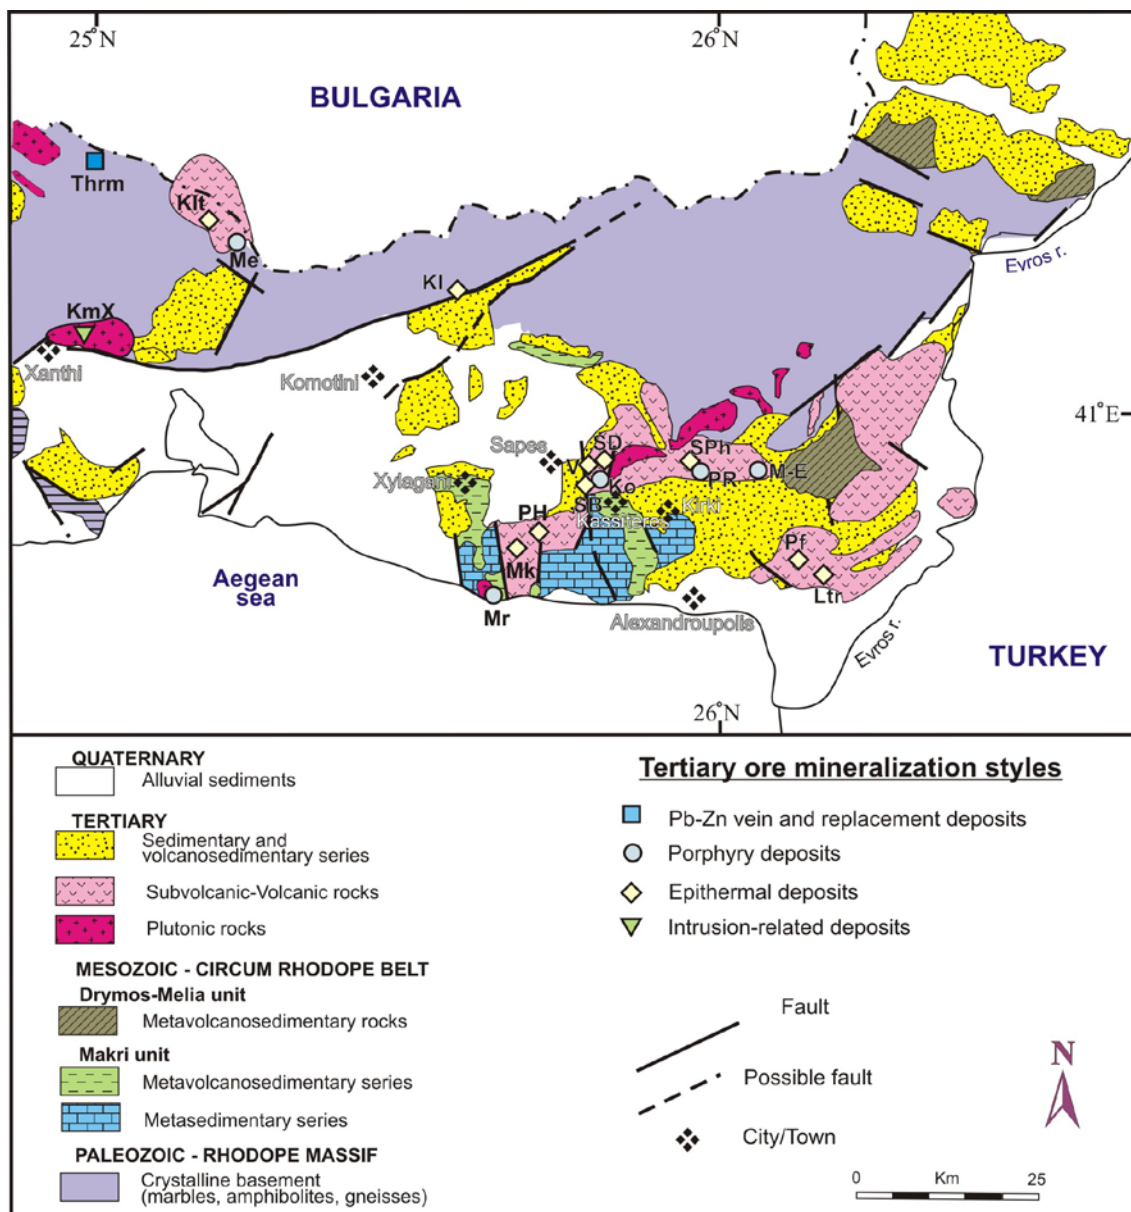 25°N
26°N
BULGARIA
Thrm
Klt
Me
Kl
Evros r.
KmX
Xanthi
Komotini
41°E
Sapes
SD
SPh
V
Ko
PR
M-E
Xylagani
SB
Kassiteres
Kirki
PH
Mk
Pf
Ltr
Aegean
sea
Mr
Alexandroupolis
Evros r.
TURKEY
26°N
QUATERNARY
Alluvial sediments
TERTIARY
Sedimentary and
volcanosedimentary series
Subvolcanic-Volcanic rocks
Plutonic rocks
MESOZOIC - CIRCUM RHODOPE BELT
Drymos-Melia unit
Metavolcanosedimentary rocks
Makri unit
Metavolcanosedimentary series
Metasedimentary series
PALEOZOIC - RHODOPE MASSIF
Crystalline basement
(marbles, amphibolites, gneisses)
Tertiary ore mineralization styles
Pb-Zn vein and replacement deposits
Porphyry deposits
Epithermal deposits
Intrusion-related deposits
Fault
Possible fault
City/Town
N
0 Km 25